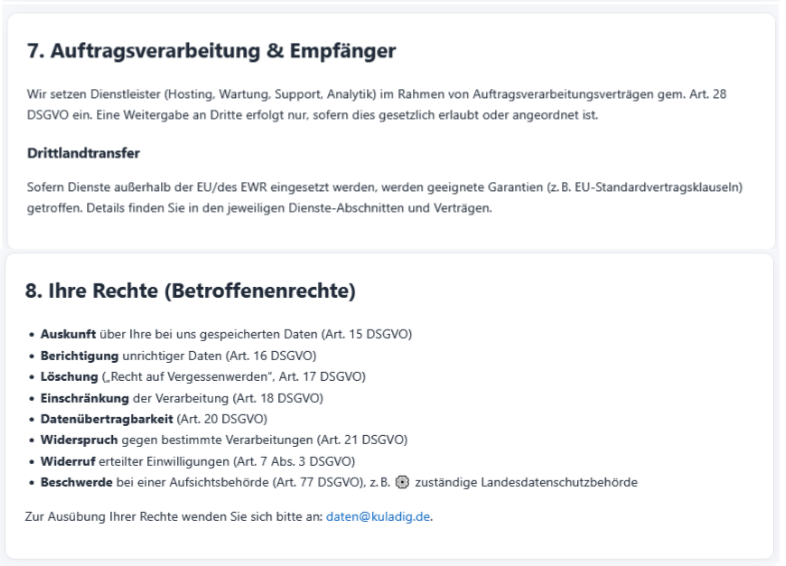 7. Auftragsverarbeitung & Empfänger
Wir setzen Dienstleister (Hosting, Wartung, Support, Analytik) im Rahmen von Auftragsverarbeitungsverträgen gem. Art. 28
DSGVO ein. Eine Weitergabe an Dritte erfolgt nur, sofern dies gesetzlich erlaubt oder angeordnet ist.
Drittlandtransfer
Sofern Dienste außerhalb der EU/des EWR eingesetzt werden, werden geeignete Garantien (z. B. EU-Standardvertragsklauseln)
getroffen. Details finden Sie in den jeweiligen Dienste-Abschnitten und Verträgen.
8. Ihre Rechte (Betroffenenrechte)
• Auskunft über Ihre bei uns gespeicherten Daten (Art. 15 DSGVO)
• Berichtigung unrichtiger Daten (Art. 16 DSGVO)
• Löschung („Recht auf Vergessenwerden“, Art. 17 DSGVO)
• Einschränkung der Verarbeitung (Art. 18 DSGVO)
• Datenübertragbarkeit (Art. 20 DSGVO)
• Widerspruch gegen bestimmte Verarbeitungen (Art. 21 DSGVO)
• Widerruf erteilter Einwilligungen (Art. 7 Abs. 3 DSGVO)
• Beschwerde bei einer Aufsichtsbehörde (Art. 77 DSGVO), z. B. zuständige Landesdatenschutzbehörde
Zur Ausübung Ihrer Rechte wenden Sie sich bitte an: daten@kuladig.de.